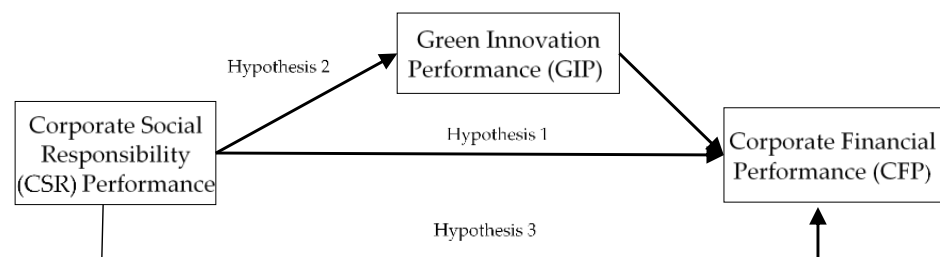 Green Innovation
Performance (GIP)
Hypothesis 2
Corporate Social
Responsibility
(CSR) Performance
Hypothesis 1
Corporate Financial
Performance (CFP)
Hypothesis 3